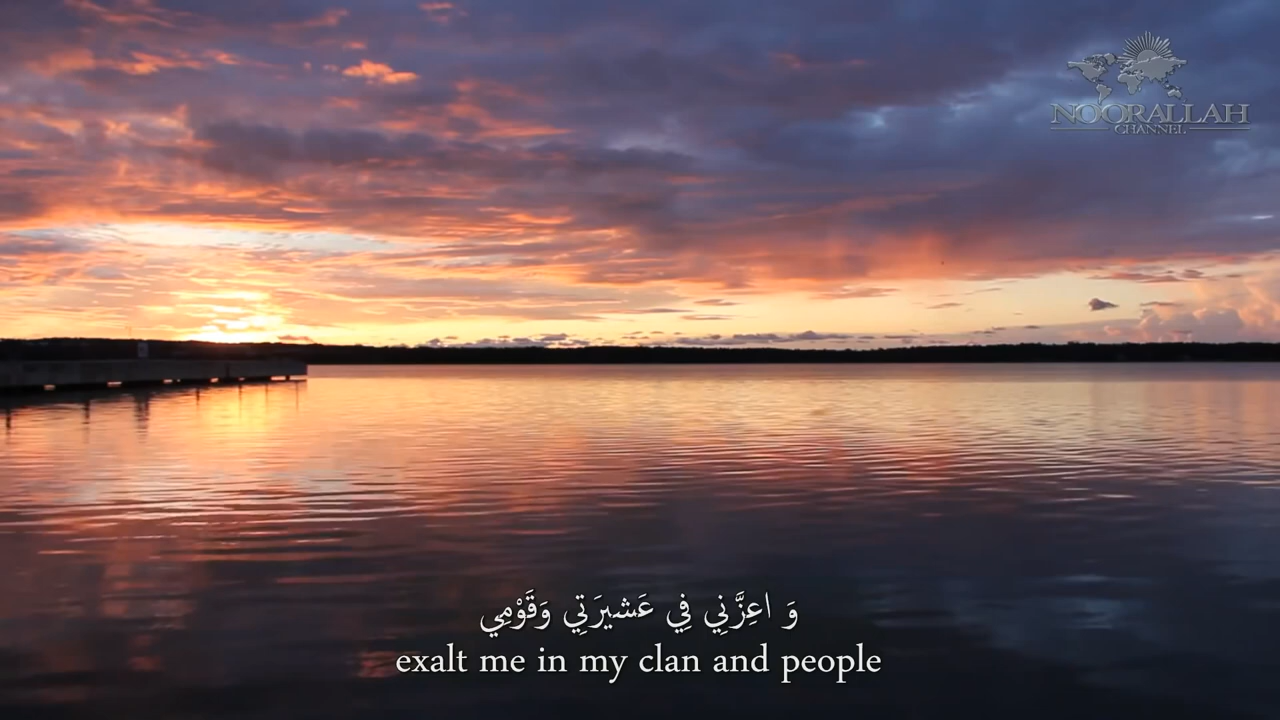 NOORALLAH
CHANNEL
وَ اعِزَّنِي فِي عَشيرَتِي وَقَوْمِي
exalt me in my clan and people